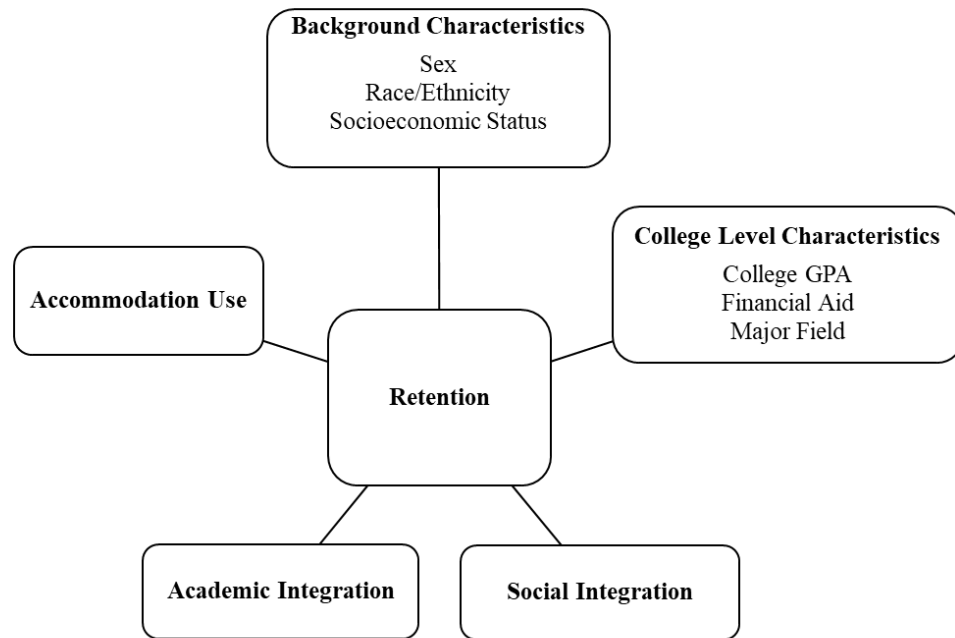 Background Characteristics
Sex
Race/Ethnicity
Socioeconomic Status
College Level Characteristics
College GPA
Financial Aid
Major Field
Accommodation Use
Retention
Academic Integration
Social Integration